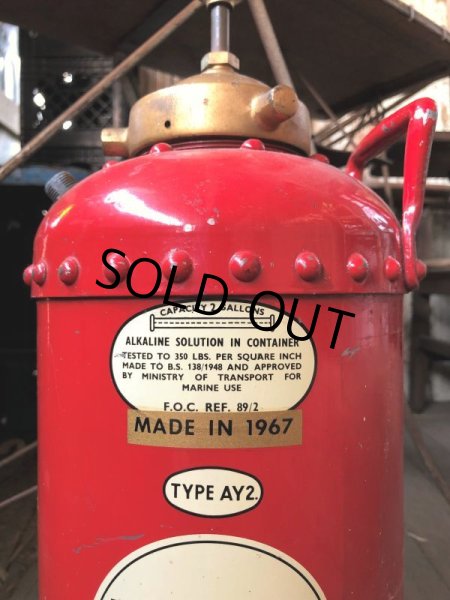 CAPACITY 2 GALLONS
SOLD OUT
ALKALINE SOLUTION IN CONTAINER
TESTED TO 350 LBS. PER SQUARE INCH
MADE TO B.S. 138/1948 AND APPROVED
BY MINISTRY OF TRANSPORT FOR
MARINE USE
F.O.C. REF. 89/2
MADE IN 1967
TYPE AY2.